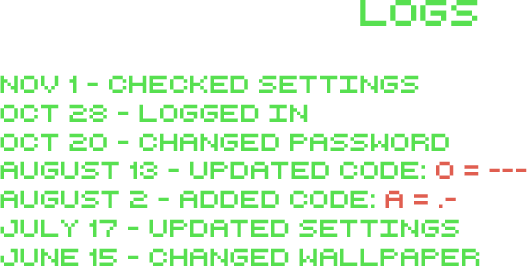 LOGS
NOV 1 - CHECKED SETTINGS
OCT 28 - LOGGED IN
OCT 20 - CHANGED PASSWORD
AUGUST 13 - UPDATED CODE: O = ---
AUGUST 2 - ADDED CODE: A = .-
JULY 17 - UPDATED SETTINGS
JUNE 15 - CHANGED WALLPAPER